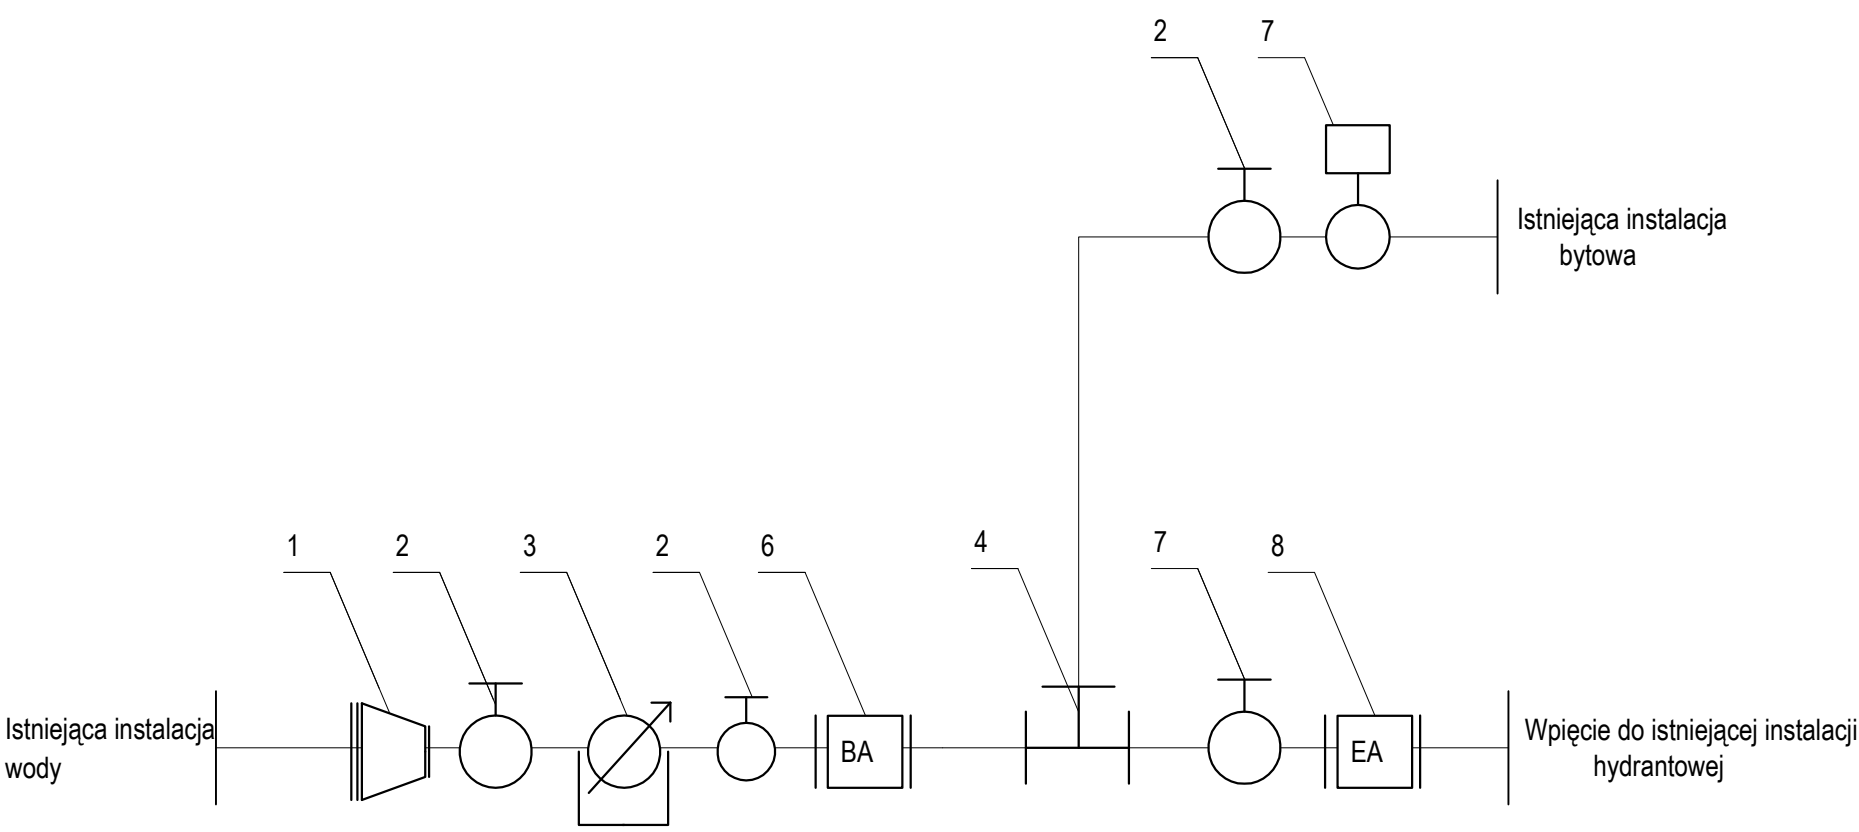 2 7
Istniejąca instalacja
bytowa
1 2 3 2 6 4 7 8
Istniejąca instalacja
wody
BA
EA
Wpięcie do istniejącej instalacji
hydrantowej